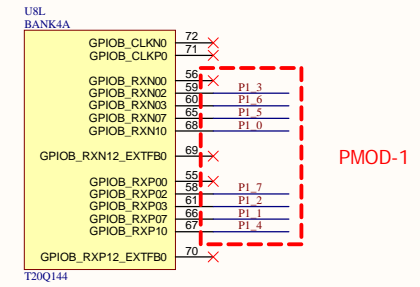 U8L
BANK4A
GPIOB_CLKN0 72
GPIOB_CLKP0 71
GPIOB_RXN00 56
GPIOB_RXN02 59 P1_3
GPIOB_RXN03 60 P1_6
GPIOB_RXN07 65 P1_5
GPIOB_RXN10 68 P1_0
GPIOB_RXN12_EXTFB0 69
PMOD-1
GPIOB_RXP00 55
GPIOB_RXP02 58 P1_7
GPIOB_RXP03 61 P1_2
GPIOB_RXP07 66 P1_1
GPIOB_RXP10 67 P1_4
GPIOB_RXP12_EXTFB0 70
T20Q144